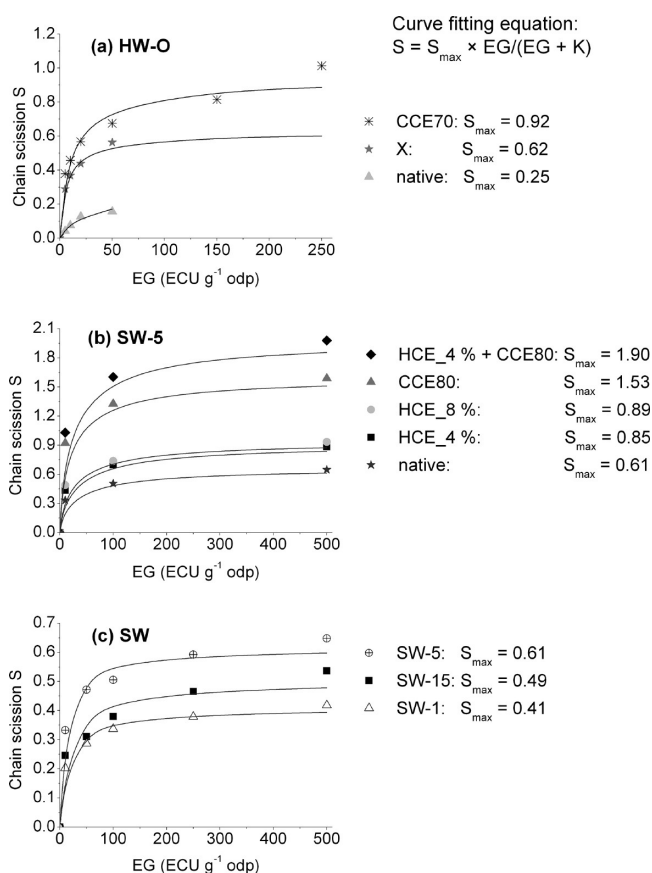 Curve fitting equation:
S = Smax × EG/(EG + K)
(a) HW-O
Chain scission S
1.2
1.0
0.8
0.6
0.4
0.2
0.0
0 50 100 150 200 250
EG (ECU g-1 odp)
CCE70: Smax = 0.92
X: Smax = 0.62
native: Smax = 0.25
(b) SW-5
Chain scission S
2.1
1.8
1.5
1.2
0.9
0.6
0.3
0.0
0 100 200 300 400 500
EG (ECU g-1 odp)
HCE_4 % + CCE80: Smax = 1.90
CCE80: Smax = 1.53
HCE_8 %: Smax = 0.89
HCE_4 %: Smax = 0.85
native: Smax = 0.61
(c) SW
Chain scission S
0.7
0.6
0.5
0.4
0.3
0.2
0.1
0.0
0 100 200 300 400 500
EG (ECU g-1 odp)
SW-5: Smax = 0.61
SW-15: Smax = 0.49
SW-1: Smax = 0.41